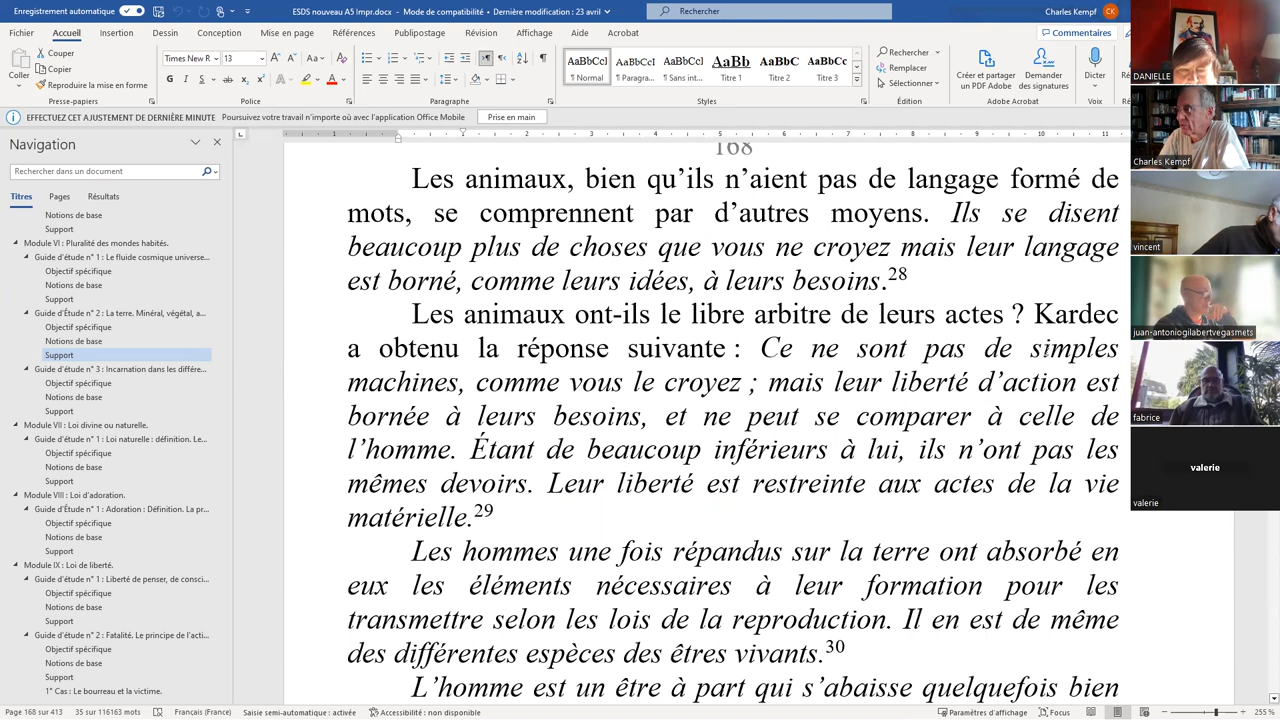 Enregistrement automatique
ESDS nouveau A5 Impr.docx - Mode de compatibilité • Dernière modification : 23 avril
Rechercher
Charles Kempf
CK
Fichier Accueil Insertion Dessin Conception Mise en page Références Publipostage Révision Affichage Aide Acrobat
Commentaires
Coller
Couper
Copier
Reproduire la mise en forme
Presse-papiers
Times New R 13
Police
Paragraphe
AaBbCcI AaBbCcI AaBbCcI AaBb AaBbC AaBbCc
¶ Normal ¶ Paragra... ¶ Sans int... Titre 1 Titre 2 Titre 3
Styles
Rechercher
Remplacer
Sélectionner
Édition
Créer et partager un PDF Adobe
Demander des signatures
Adobe Acrobat
Dicter
Voix
EFFECTUEZ CET AJUSTEMENT DE DERNIÈRE MINUTE Poursuivez votre travail n'importe où avec l'application Office Mobile
Prise en main
Navigation
Rechercher dans un document
Titres Pages Résultats
Notions de base
Support
Module VI : Pluralité des mondes habités.
Guide d'étude n° 1 : Le fluide cosmique universe...
Objectif spécifique
Notions de base
Support
Guide d'Étude n° 2 : La terre. Minéral, végétal, a...
Objectif spécifique
Notions de base
Support
Guide d'étude n° 3 : Incarnation dans les différe...
Objectif spécifique
Notions de base
Support
Module VII : Loi divine ou naturelle.
Guide d'étude n° 1 : Loi naturelle : définition. Le...
Objectif spécifique
Notions de base
Support
Module VIII : Loi d'adoration.
Guide d'Étude n° 1 : Adoration : Définition. La pr...
Objectif spécifique
Notions de base
Support
Module IX : Loi de liberté.
Guide d'étude n° 1 : Liberté de penser, de consci...
Objectif spécifique
Notions de base
Support
Guide d'étude n° 2 : Fatalité. Le principe de l'acti...
Objectif spécifique
Notions de base
Support
1° Cas : Le bourreau et la victime.
168
Les animaux, bien qu'ils n'aient pas de langage formé de
mots, se comprennent par d'autres moyens. Ils se disent
beaucoup plus de choses que vous ne croyez mais leur langage
est borné, comme leurs idées, à leurs besoins.28
Les animaux ont-ils le libre arbitre de leurs actes ? Kardec
a obtenu la réponse suivante : Ce ne sont pas de simples
machines, comme vous le croyez ; mais leur liberté d'action est
bornée à leurs besoins, et ne peut se comparer à celle de
l'homme. Étant de beaucoup inférieurs à lui, ils n'ont pas les
mêmes devoirs. Leur liberté est restreinte aux actes de la vie
matérielle.29
Les hommes une fois répandus sur la terre ont absorbé en
eux les éléments nécessaires à leur formation pour les
transmettre selon les lois de la reproduction. Il en est de même
des différentes espèces des êtres vivants.30
L'homme est un être à part qui s'abaisse quelquefois bien
DANIELLE
Charles Kempf
vincent
juan-antoniogilabertvegasmets
fabrice
valerie
valerie
Page 168 sur 413 35 sur 116163 mots Français (France) Saisie semi-automatique : activée Accessibilité : non disponible
Paramètres d'affichage Focus 255 %